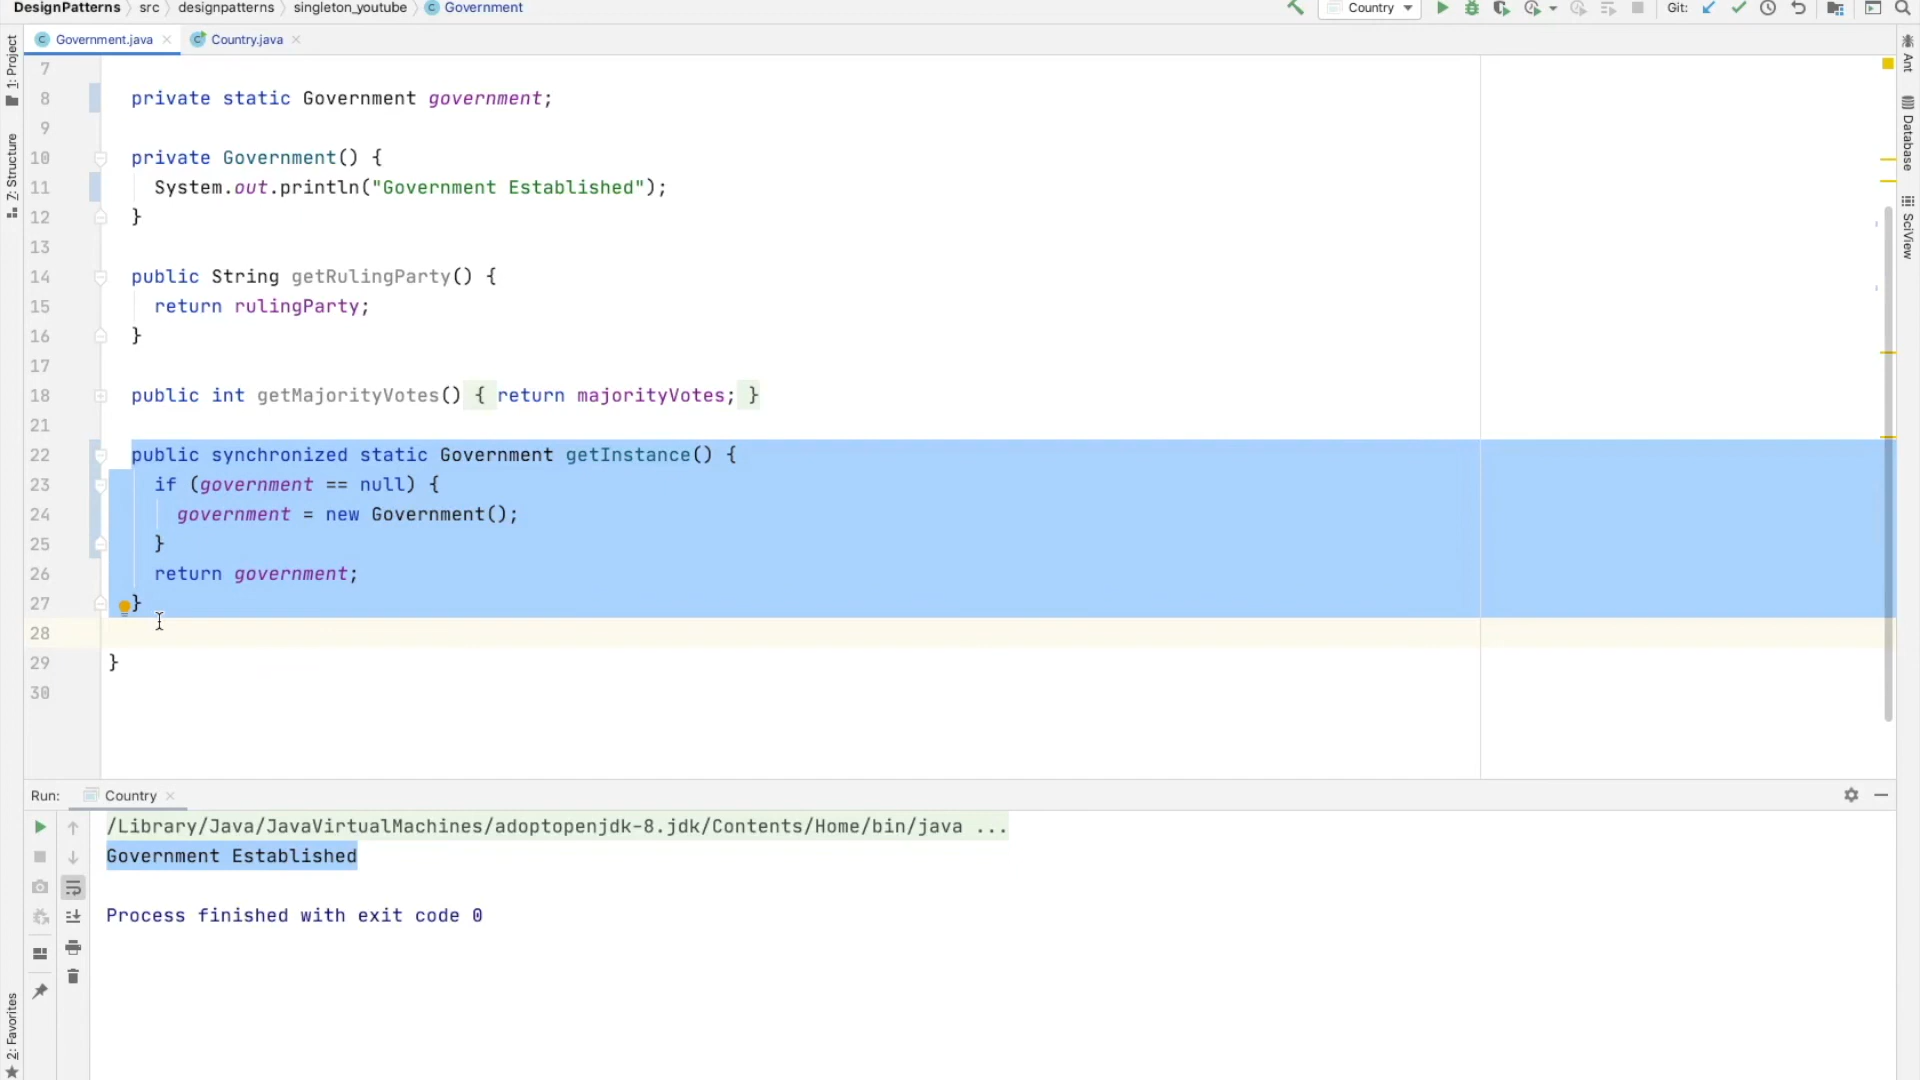 DesignPatterns src designpatterns singleton_youtube Government
Country Git:
Government.java Country.java
1: Project
7: Structure
2: Favorites
Ant
Database
SciView
7
8 private static Government government;
9
10 private Government() {
11 System.out.println("Government Established");
12 }
13
14 public String getRulingParty() {
15 return rulingParty;
16 }
17
18 public int getMajorityVotes() { return majorityVotes; }
21
22 public synchronized static Government getInstance() {
23 if (government == null) {
24 government = new Government();
25 }
26 return government;
27 }
28
29 }
30
Run: Country
/Library/Java/JavaVirtualMachines/adoptopenjdk-8.jdk/Contents/Home/bin/java ...
Government Established
Process finished with exit code 0